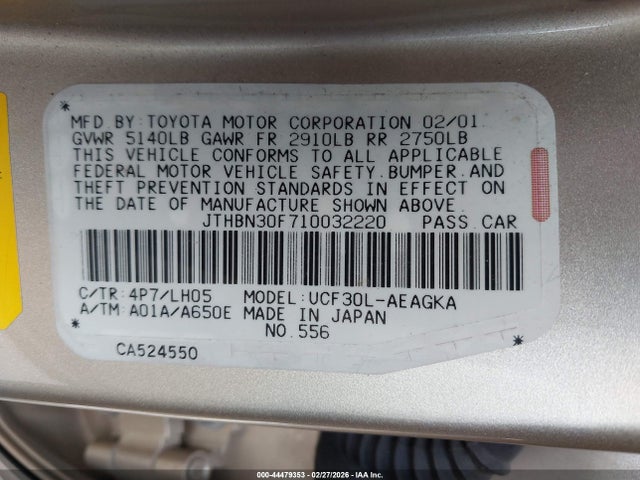 MFD BY:TOYOTA MOTOR CORPORATION 02/01
GVWR 5140LB GAWR FR 2910LB RR 2750LB
THIS VEHICLE CONFORMS TO ALL APPLICABLE
FEDERAL MOTOR VEHICLE SAFETY.BUMPER.AND
THEFT PREVENTION STANDARDS IN EFFECT ON
THE DATE OF MANUFACTURE SHOWN ABOVE.
JTHBN30F710032220 PASS.CAR
C/TR:4P7/LH05 MODEL:UCF30L-AEAGKA
A/TM:A01A/A650E MADE IN JAPAN
NO.556
CA524550
000-44479353 | 02/27/2026 - IAA Inc.